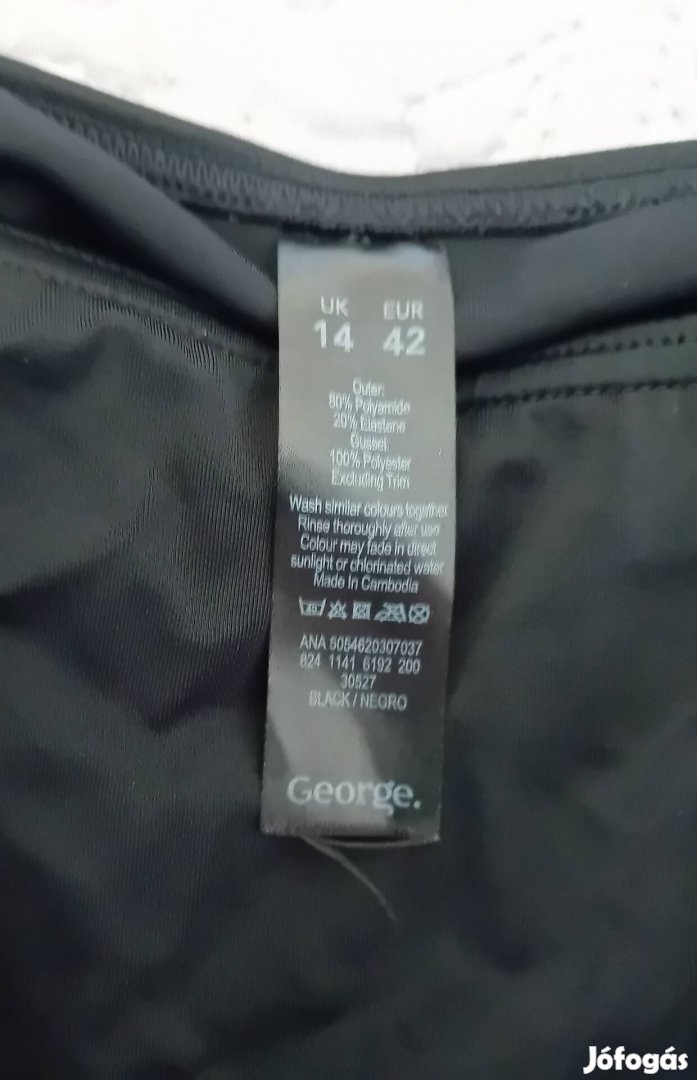 UK EUR
14 42
Outer:
80% Polyamide
20% Elastane
Gusset:
100% Polyester
Excluding Trim
Wash similar colours together
Rinse thoroughly after use
Colour may fade in direct
sunlight or chlorinated water
Made In Cambodia
ANA 5054620307037
824 1141 6192 200
30527
BLACK / NEGRO
George.
Jófogás